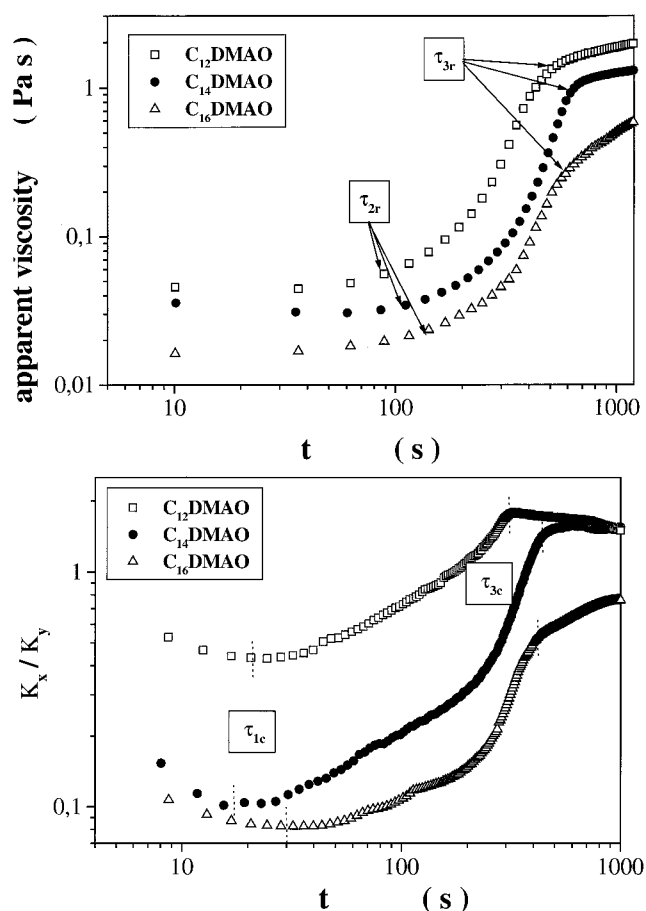 C₁₂DMAO
C₁₄DMAO
C₁₆DMAO
τ₃ᵣ
τ₂ᵣ
apparent viscosity (Pa s)
1
0,1
0,01
10
100
1000
t (s)
C₁₂DMAO
C₁₄DMAO
C₁₆DMAO
τ₃c
τ₁c
Kₓ / Kᵧ
1
0,1
10
100
1000
t (s)